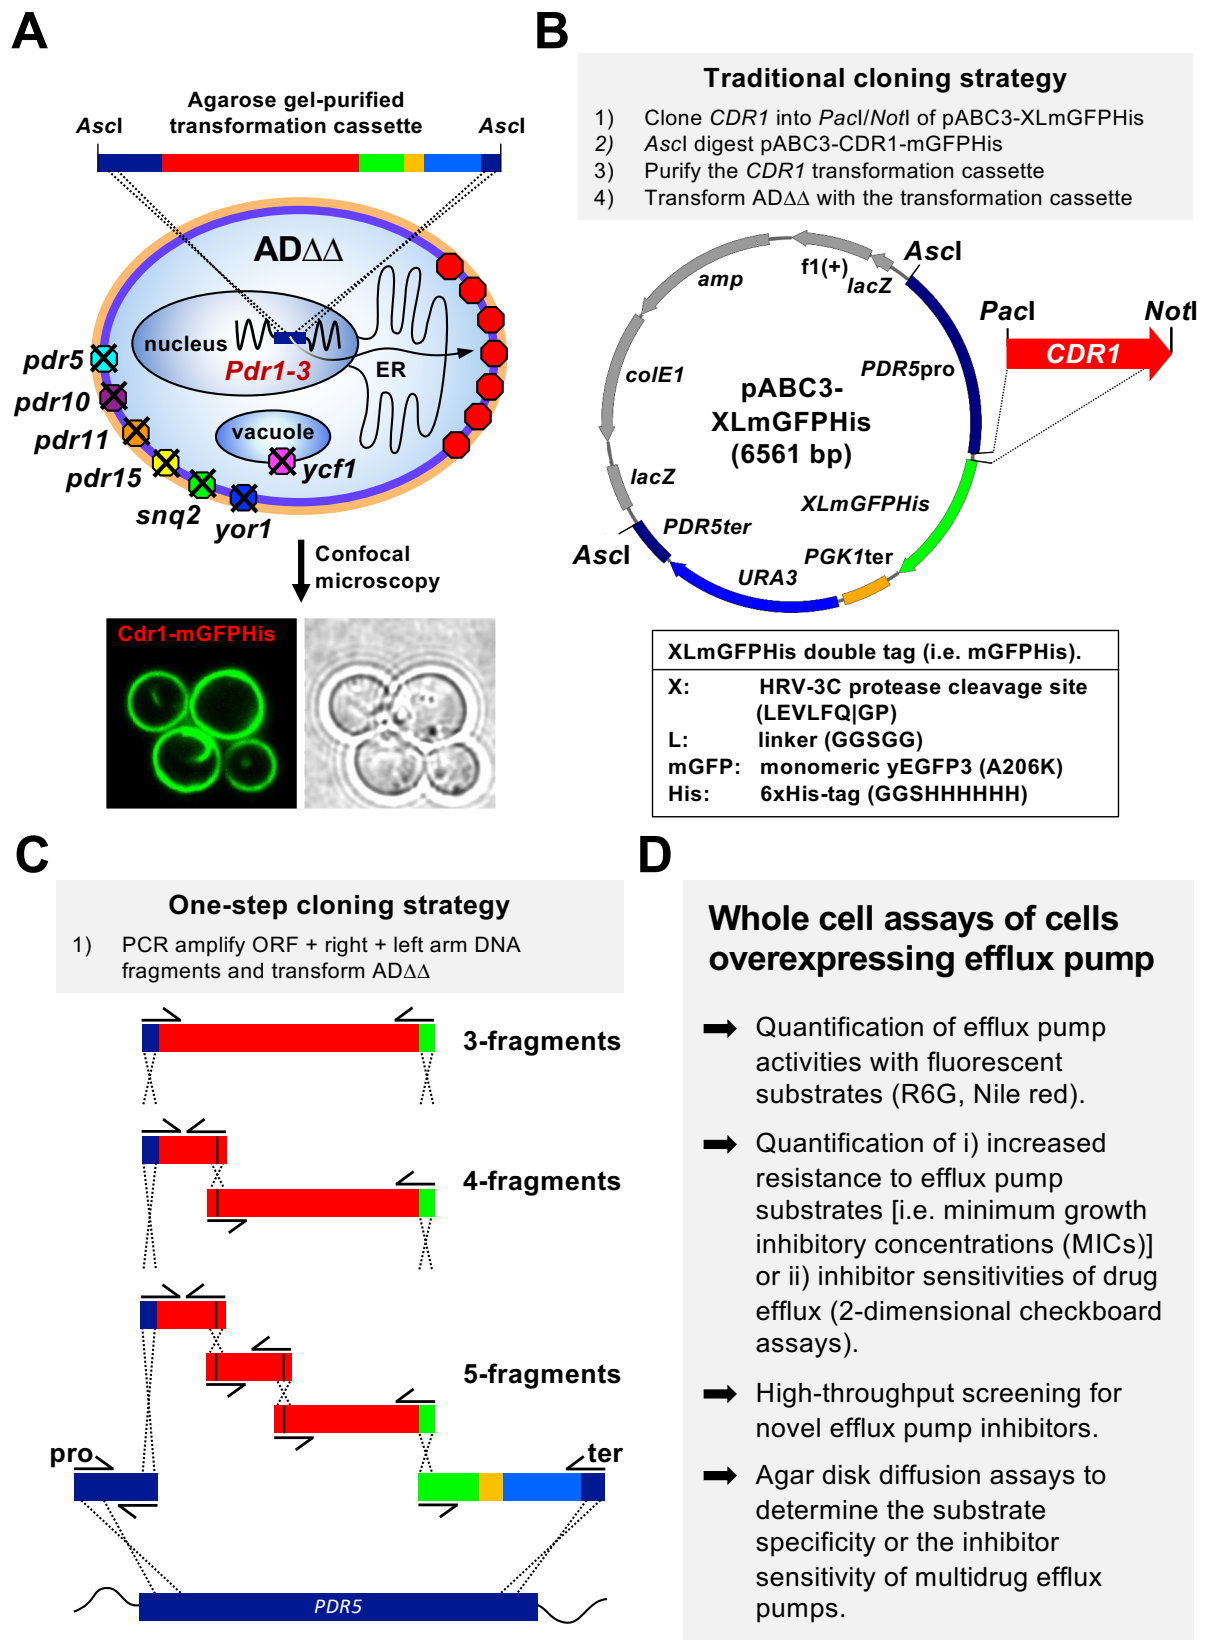 A
Agarose gel-purified
transformation cassette
AscI
AscI
ADΔΔ
nucleus
Pdr1-3
ER
vacuole
ycf1
pdr5
pdr10
pdr11
pdr15
snq2
yor1
Confocal
microscopy
Cdr1-mGFPHis
B
Traditional cloning strategy
1) Clone CDR1 into PacI/NotI of pABC3-XLmGFPHis
2) AscI digest pABC3-CDR1-mGFPHis
3) Purify the CDR1 transformation cassette
4) Transform ADΔΔ with the transformation cassette
AscI
f1(+)
lacZ
amp
PacI
NotI
CDR1
PDR5pro
colE1
pABC3-
XLmGFPHis
(6561 bp)
lacZ
XLmGFPHis
PDR5ter
AscI
PGK1ter
URA3
XLmGFPHis double tag (i.e. mGFPHis).
X: HRV-3C protease cleavage site
(LEVLFQ|GP)
L: linker (GGSGG)
mGFP: monomeric yEGFP3 (A206K)
His: 6xHis-tag (GGSHHHHHH)
C
One-step cloning strategy
1) PCR amplify ORF + right + left arm DNA
fragments and transform ADΔΔ
3-fragments
4-fragments
5-fragments
pro
ter
PDR5
D
Whole cell assays of cells
overexpressing efflux pump
Quantification of efflux pump
activities with fluorescent
substrates (R6G, Nile red).
Quantification of i) increased
resistance to efflux pump
substrates [i.e. minimum growth
inhibitory concentrations (MICs)]
or ii) inhibitor sensitivities of drug
efflux (2-dimensional checkboard
assays).
High-throughput screening for
novel efflux pump inhibitors.
Agar disk diffusion assays to
determine the substrate
specificity or the inhibitor
sensitivity of multidrug efflux
pumps.